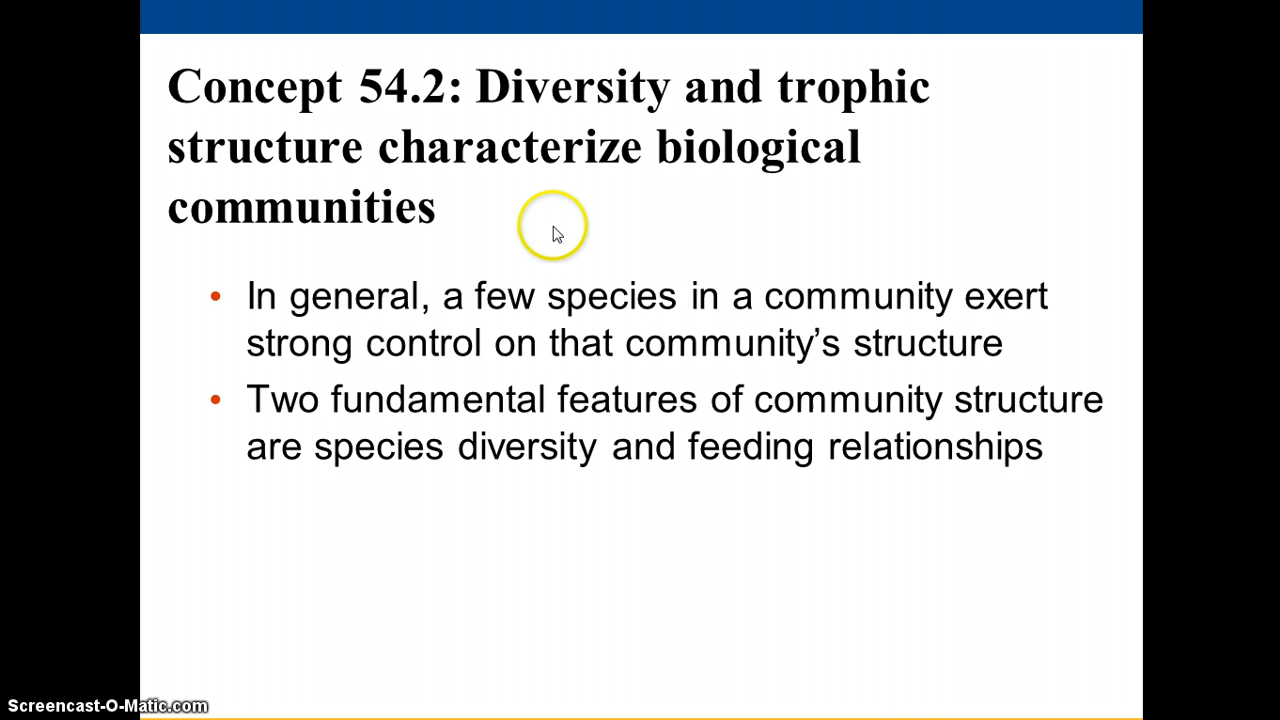 Concept 54.2: Diversity and trophic
structure characterize biological
communities
• In general, a few species in a community exert
strong control on that community’s structure
• Two fundamental features of community structure
are species diversity and feeding relationships
Screencast-O-Matic.com